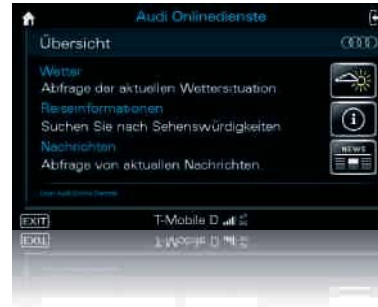 Audi Onlinedienste
Übersicht
Wetter
Abfrage der aktuellen Wettersituation
Reiseinformationen
Suchen Sie nach Sehenswürdigkeiten
Nachrichten
Abfrage von aktuellen Nachrichten.
NEWS
EXIT
T-Mobile D